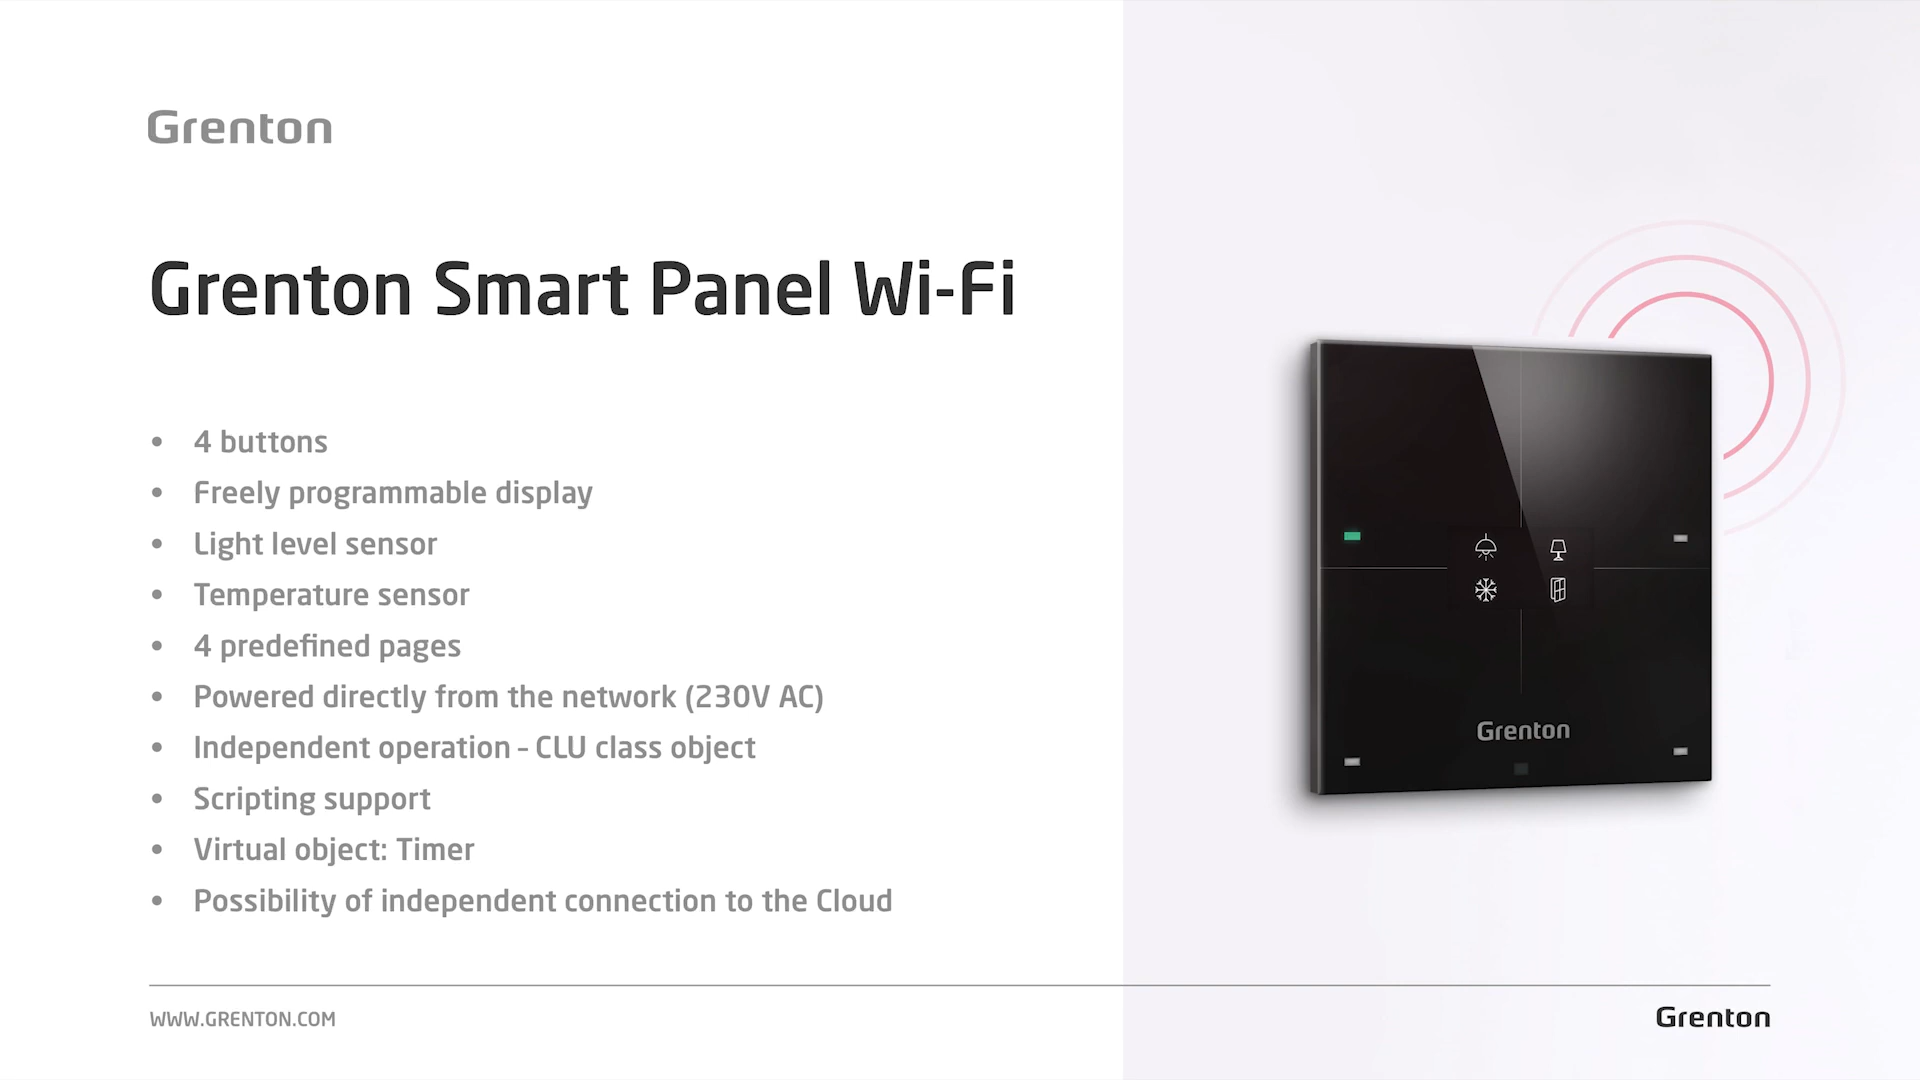 Grenton
Grenton Smart Panel Wi-Fi
• 4 buttons
• Freely programmable display
• Light level sensor
• Temperature sensor
• 4 predefined pages
• Powered directly from the network (230V AC)
• Independent operation – CLU class object
• Scripting support
• Virtual object: Timer
• Possibility of independent connection to the Cloud
Grenton
WWW.GRENTON.COM
Grenton